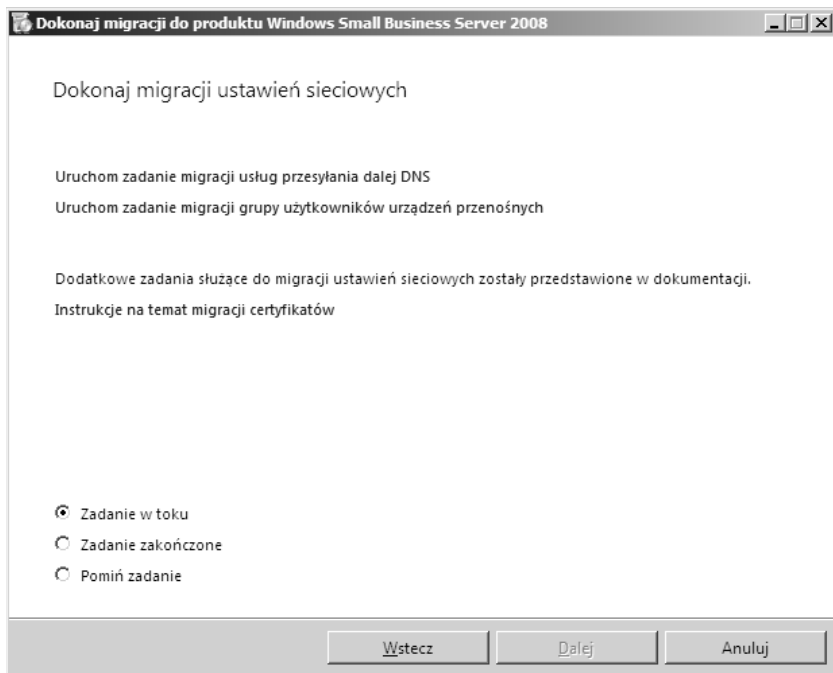 Dokonaj migracji do produktu Windows Small Business Server 2008
Dokonaj migracji ustawień sieciowych
Uruchom zadanie migracji usług przesyłania dalej DNS
Uruchom zadanie migracji grupy użytkowników urządzeń przenośnych
Dodatkowe zadania służące do migracji ustawień sieciowych zostały przedstawione w dokumentacji.
Instrukcje na temat migracji certyfikatów
Zadanie w toku
Zadanie zakończone
Pomiń zadanie
Wstecz Dalej Anuluj